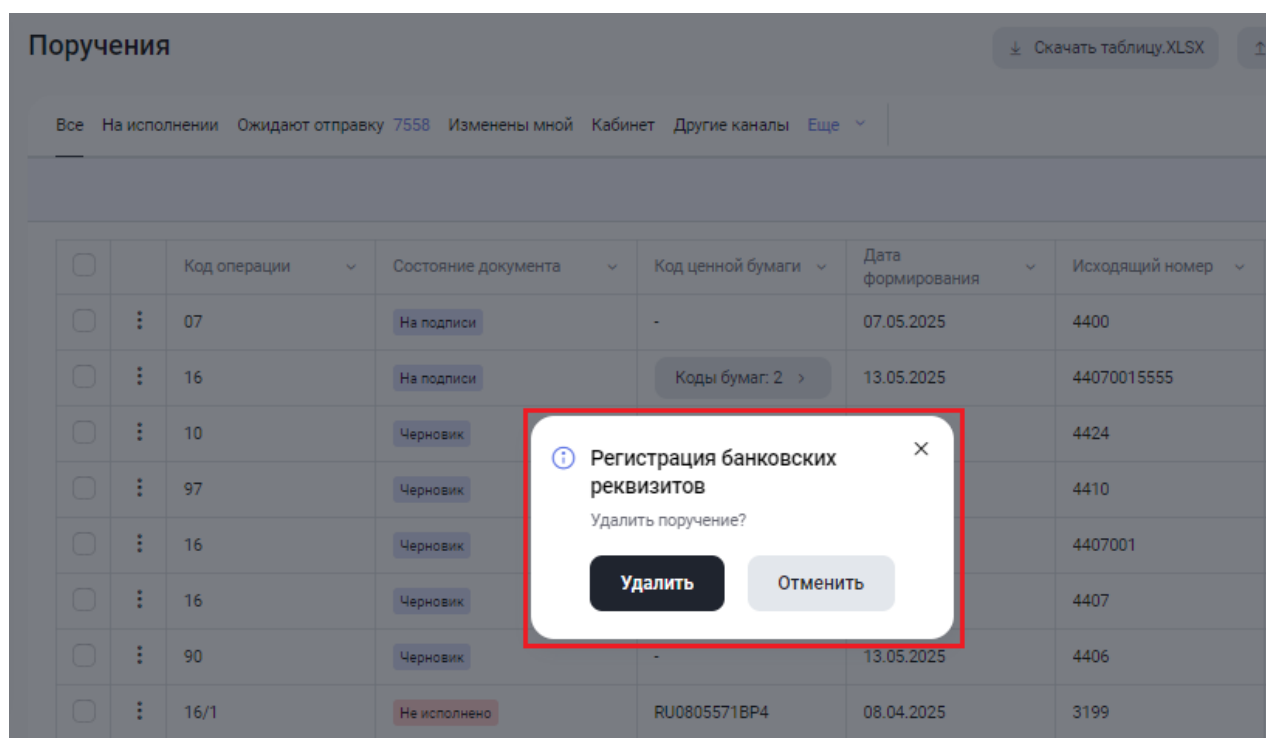 Поручения
Скачать таблицу.XLSX
Все На исполнении Ожидают отправку 7558 Изменены мной Кабинет Другие каналы Еще
Код операции Состояние документа Код ценной бумаги Дата формирования Исходящий номер
07 На подписи - 07.05.2025 4400
16 На подписи Коды бумаг: 2 13.05.2025 44070015555
10 Черновик 4424
97 Черновик 4410
16 Черновик 4407001
16 Черновик 4407
90 Черновик - 13.05.2025 4406
16/1 Не исполнено RU0805571BP4 08.04.2025 3199
Регистрация банковских
реквизитов
Удалить поручение?
Удалить Отменить